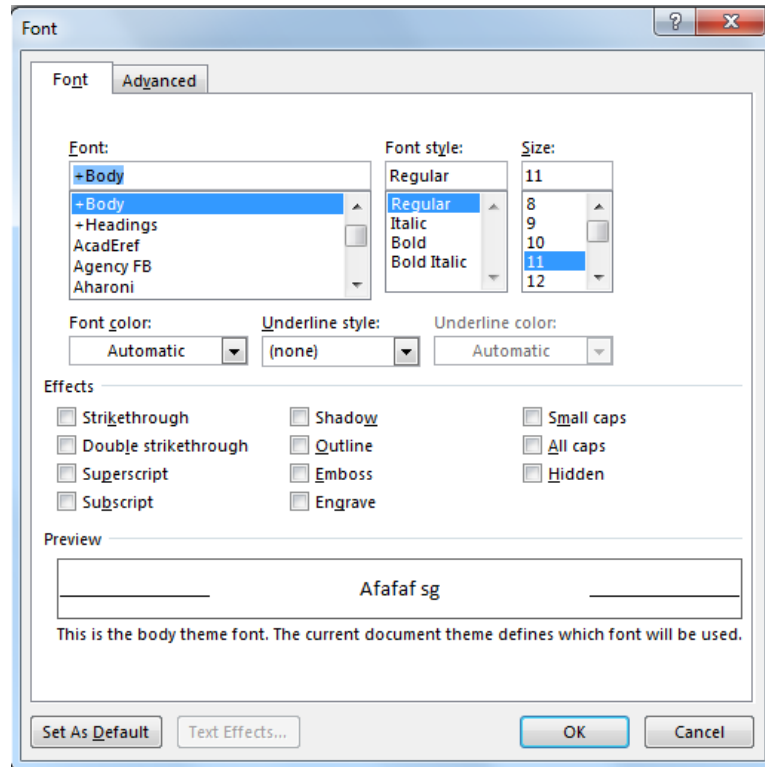 Font
Font Advanced
Font: Font style: Size:
+Body Regular 11
+Body Regular 8
+Headings Italic 9
AcadEref Bold 10
Agency FB Bold Italic 11
Aharoni 12
Font color: Underline style: Underline color:
Automatic (none) Automatic
Effects
Strikethrough Shadow Small caps
Double strikethrough Outline All caps
Superscript Emboss Hidden
Subscript Engrave
Preview
Afafaf sg
This is the body theme font. The current document theme defines which font will be used.
Set As Default Text Effects... OK Cancel